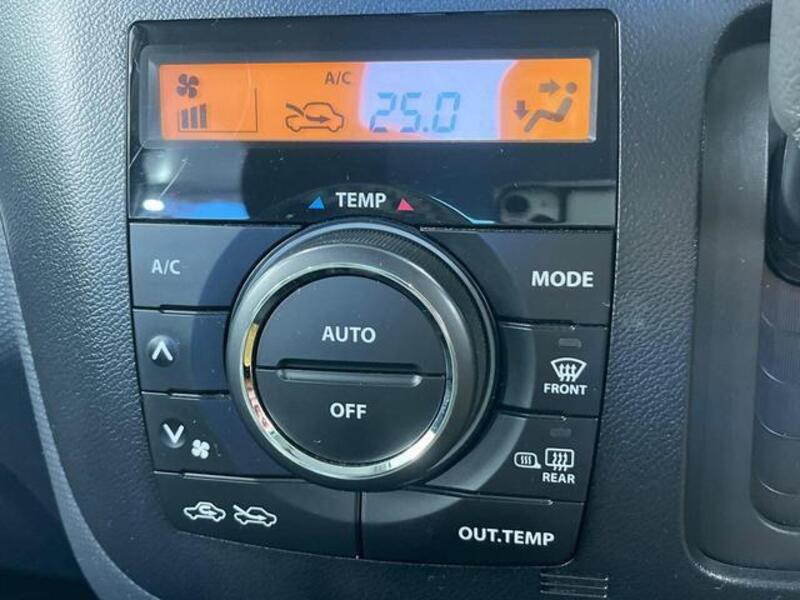 A/C
25.0
TEMP
A/C
MODE
AUTO
OFF
FRONT
REAR
OUT.TEMP